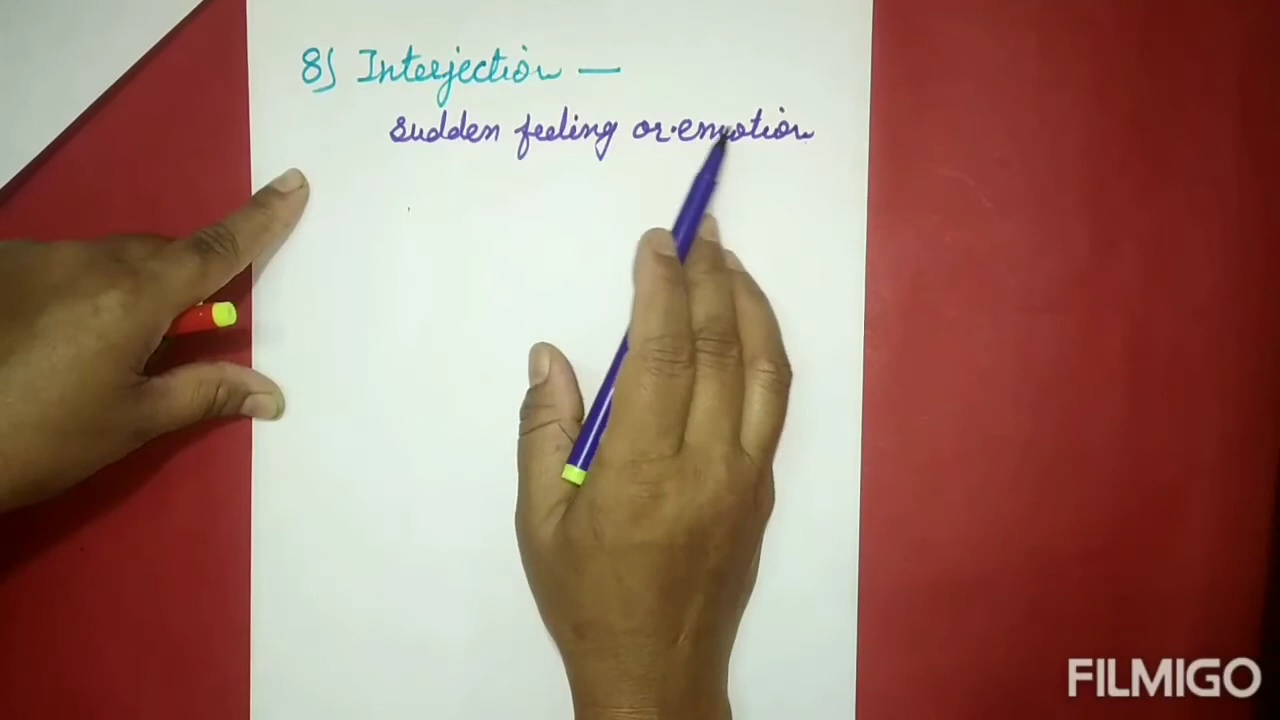 8) Interjection —
sudden feeling or emotion
FILMIGO